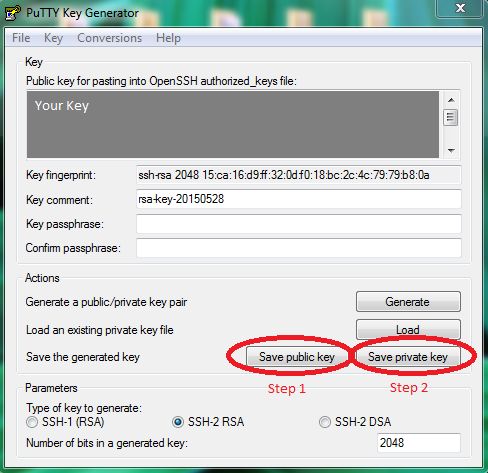 PuTTY Key Generator
File Key Conversions Help
Key
Public key for pasting into OpenSSH authorized_keys file:
Your Key
Key fingerprint: ssh-rsa 2048 15:ca:16:d9:ff:32:0d:f0:18:bc:2c:4c:79:79:b8:0a
Key comment: rsa-key-20150528
Key passphrase:
Confirm passphrase:
Actions
Generate a public/private key pair Generate
Load an existing private key file Load
Save the generated key Save public key Save private key
Step 1 Step 2
Parameters
Type of key to generate:
SSH-1 (RSA) SSH-2 RSA SSH-2 DSA
Number of bits in a generated key: 2048